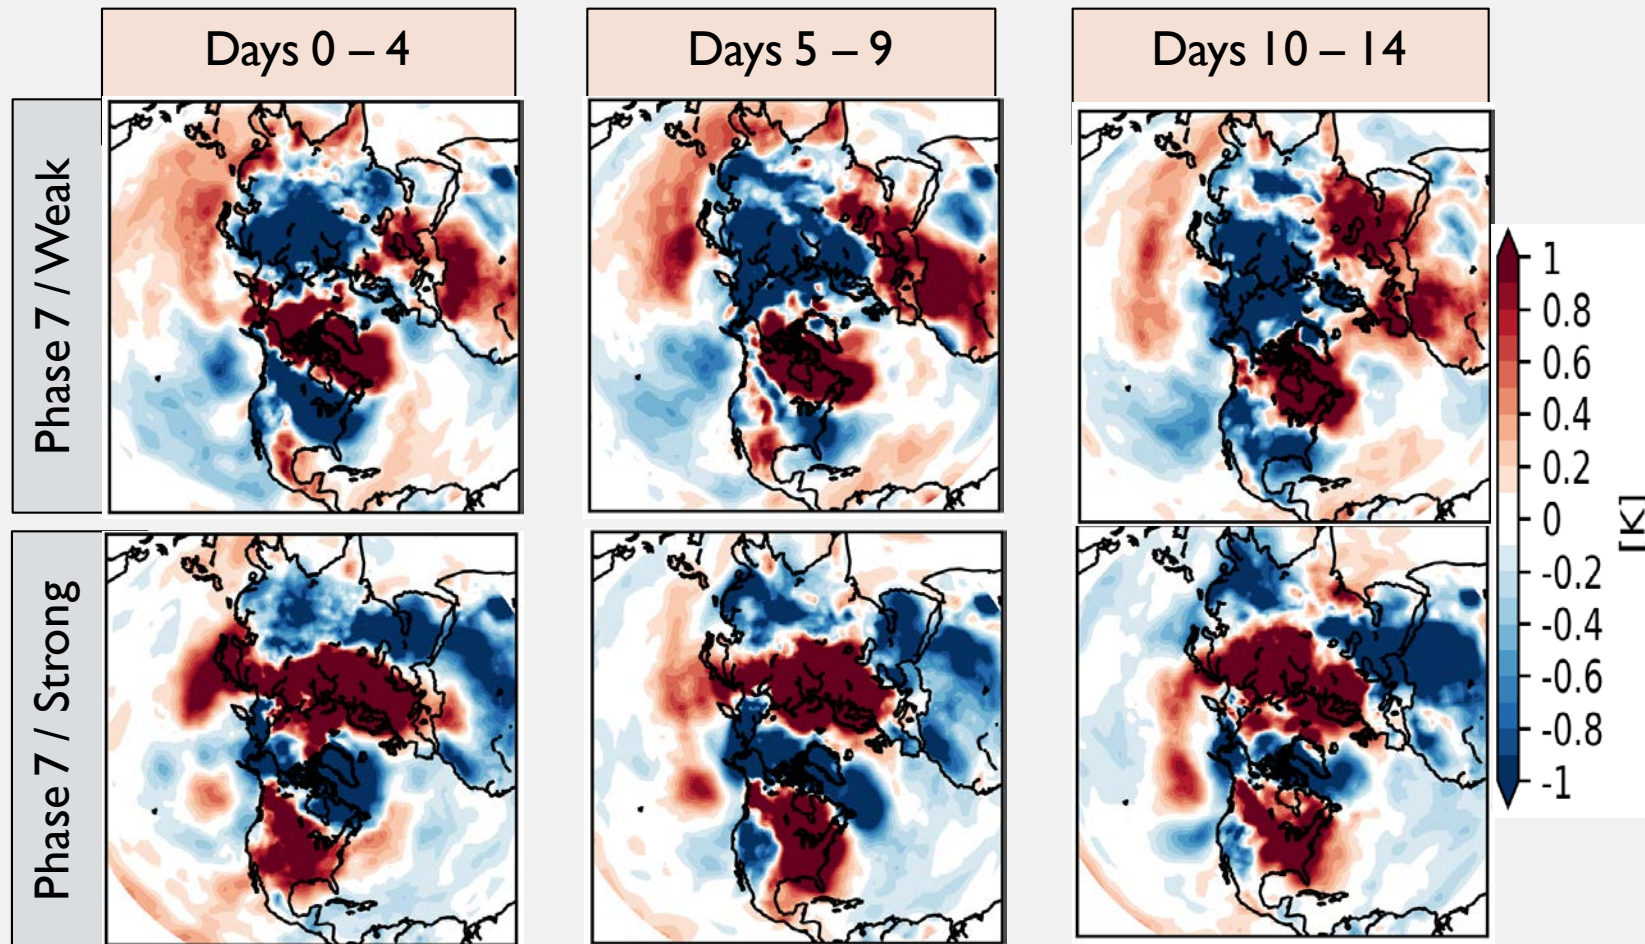 Days 0 – 4
Days 5 – 9
Days 10 – 14
Phase 7 / Weak
Phase 7 / Strong
1
0.8
0.6
0.4
0.2
0
-0.2
-0.4
-0.6
-0.8
-1
[K]